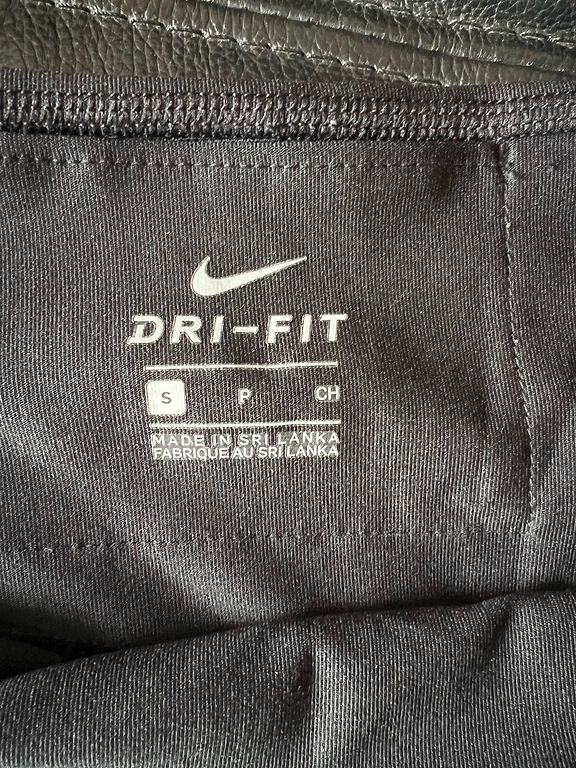 DRI-FIT
S P CH
MADE IN SRI LANKA
FABRIQUE AU SRI LANKA